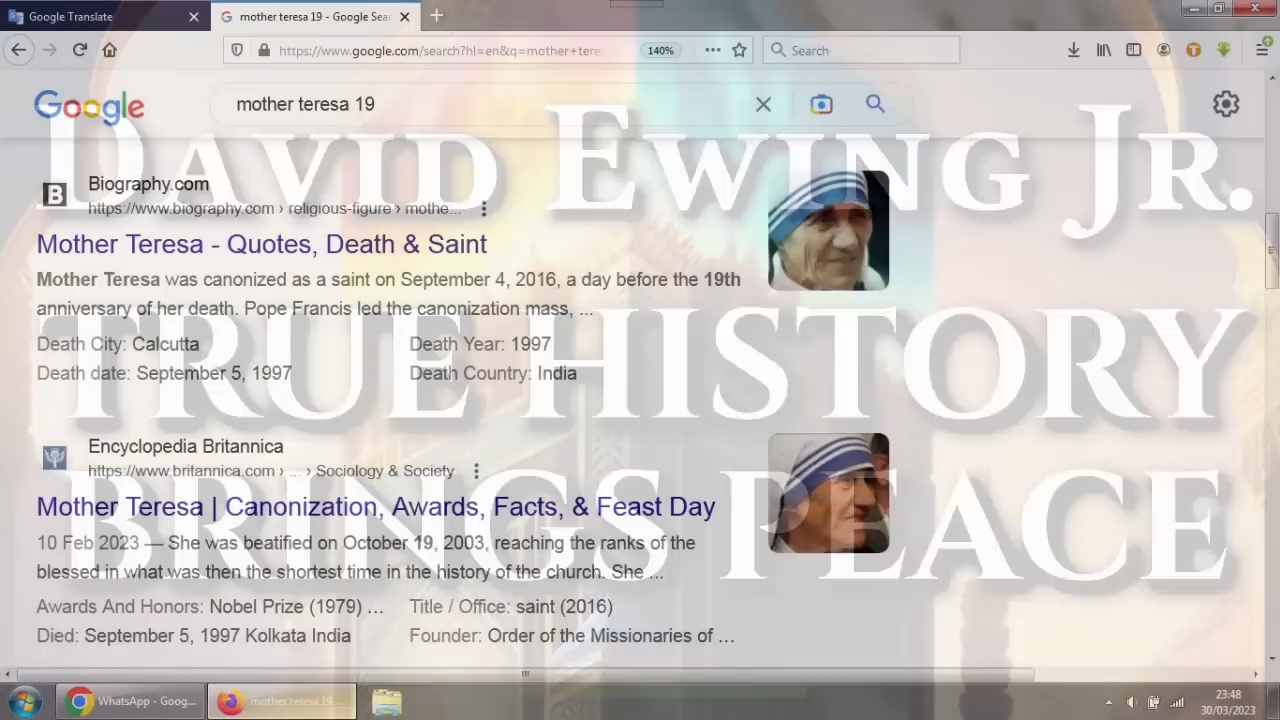 Google Translate
mother teresa 19 - Google Sea
https://www.google.com/search?hl=en&q=mother+tere
140%
Search
Google
mother teresa 19
DAVID EWING JR.
TRUE HISTORY
BRINGS PEACE
Biography.com
https://www.biography.com › religious-figure › mothe...
Mother Teresa - Quotes, Death & Saint
Mother Teresa was canonized as a saint on September 4, 2016, a day before the 19th
anniversary of her death. Pope Francis led the canonization mass, ...
Death City: Calcutta
Death Year: 1997
Death date: September 5, 1997
Death Country: India
Encyclopedia Britannica
https://www.britannica.com › ... › Sociology & Society
Mother Teresa | Canonization, Awards, Facts, & Feast Day
10 Feb 2023 — She was beatified on October 19, 2003, reaching the ranks of the
blessed in what was then the shortest time in the history of the church. She ...
Awards And Honors: Nobel Prize (1979) ...
Title / Office: saint (2016)
Died: September 5, 1997 Kolkata India
Founder: Order of the Missionaries of ...
WhatsApp - Goog...
mother teresa 19
23:48
30/03/2023